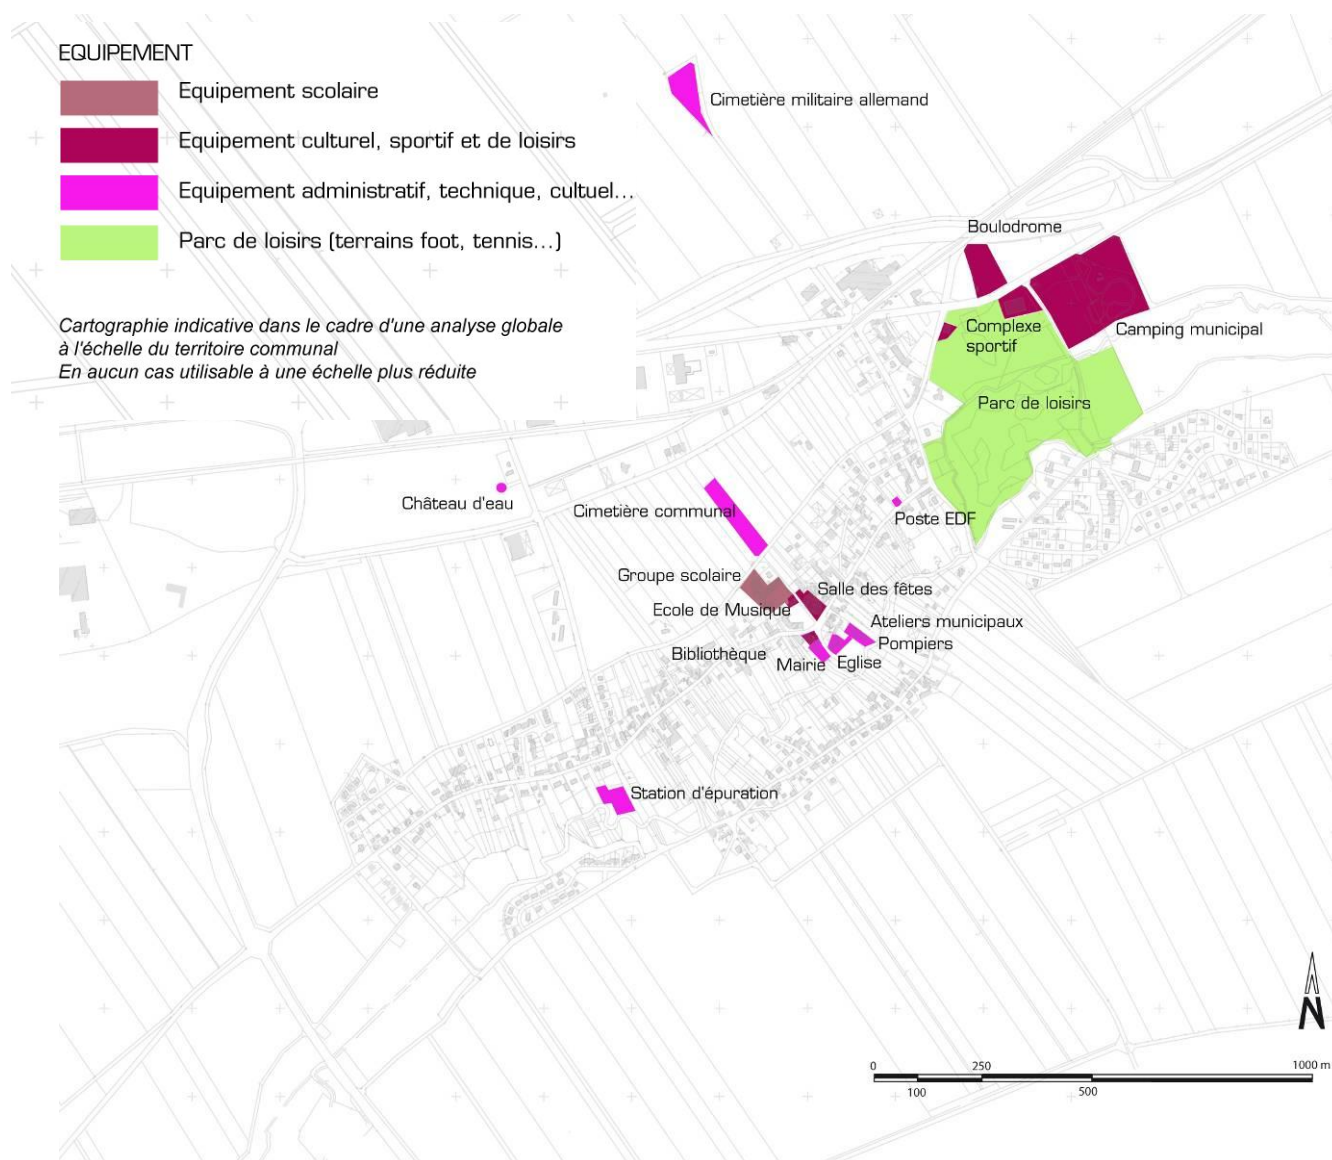 EQUIPEMENT
Equipement scolaire
Equipement culturel, sportif et de loisirs
Equipement administratif, technique, cultuel...
Parc de loisirs (terrains foot, tennis...)
Cartographie indicative dans le cadre d'une analyse globale
à l'échelle du territoire communal
En aucun cas utilisable à une échelle plus réduite
Cimetière militaire allemand
Boulodrome
Complexe
sportif
Camping municipal
Parc de loisirs
Château d'eau
Cimetière communal
Poste EDF
Groupe scolaire
Salle des fêtes
Ecole de Musique
Ateliers municipaux
Pompiers
Bibliothèque
Mairie
Eglise
Station d'épuration
N
0 250 1000 m
100 500